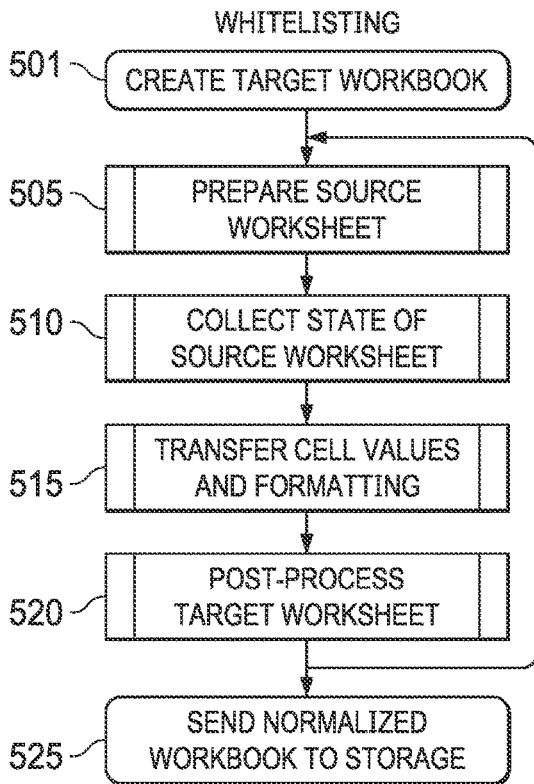 WHITELISTING
501
CREATE TARGET WORKBOOK
505
PREPARE SOURCE
WORKSHEET
510
COLLECT STATE OF
SOURCE WORKSHEET
515
TRANSFER CELL VALUES
AND FORMATTING
520
POST-PROCESS
TARGET WORKSHEET
525
SEND NORMALIZED
WORKBOOK TO STORAGE